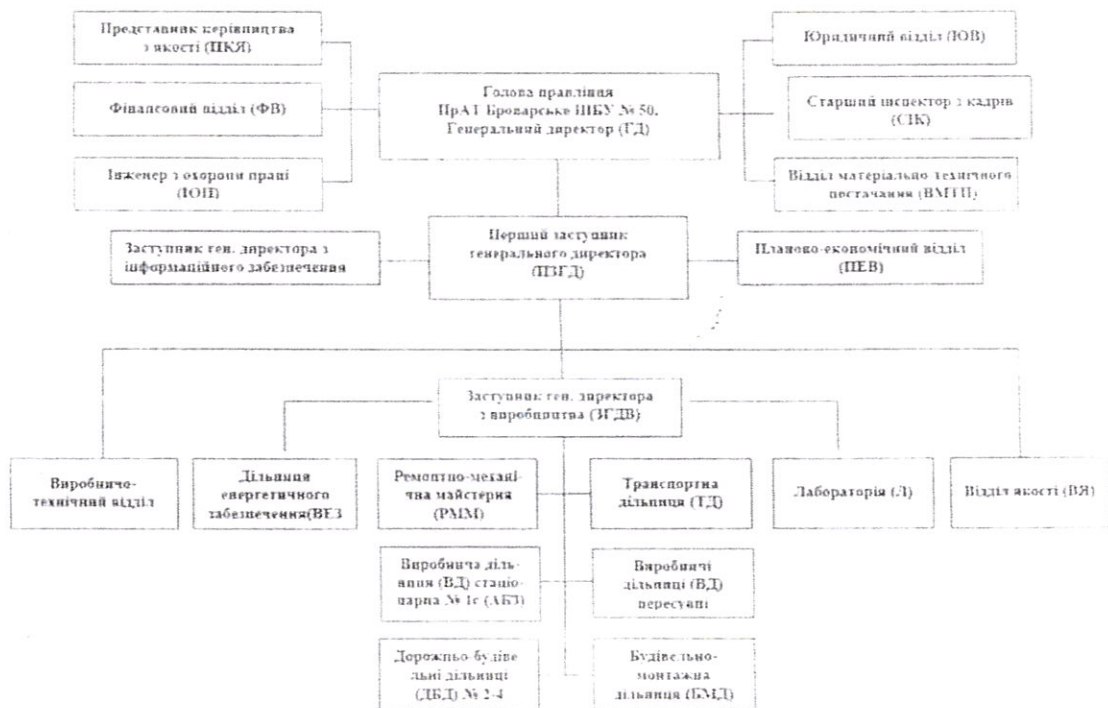 Представник керівництва
з якості (ПКЯ)
Юридичний відділ (ЮВ)
Голова правління
ПрАТ Броварське ШБУ № 50.
Генеральний директор (ГД)
Фінансовий відділ (ФВ)
Старший інспектор з кадрів
(СІК)
Інженер з охорони праці
(ІОП)
Відділ матеріально-технічного
постачання (ВМТП)
Заступник ген. директора з
інформаційного забезпечення
Перший заступник
генерального директора
(ПЗГД)
Планово-економічний відділ
(ПЕВ)
Заступник ген. директора
з виробництва (ЗГДВ)
Виробничо-
технічний відділ
Дільниця
енергетичного
забезпечення(ВЕЗ
Ремонтно-механі-
чна майстерня
(РММ)
Транспортна
дільниця (ТД)
Лабораторія (Л)
Відділ якості (ВЯ)
Виробнича діль-
ниця (ВД) стаціо-
нарна № 1с (АБЗ)
Виробничі
дільниці (ВД)
пересувні
Дорожньо-будіве
льні дільниці
(ДБД) № 2-4
Будівельно-
монтажна
дільниця (БМД)